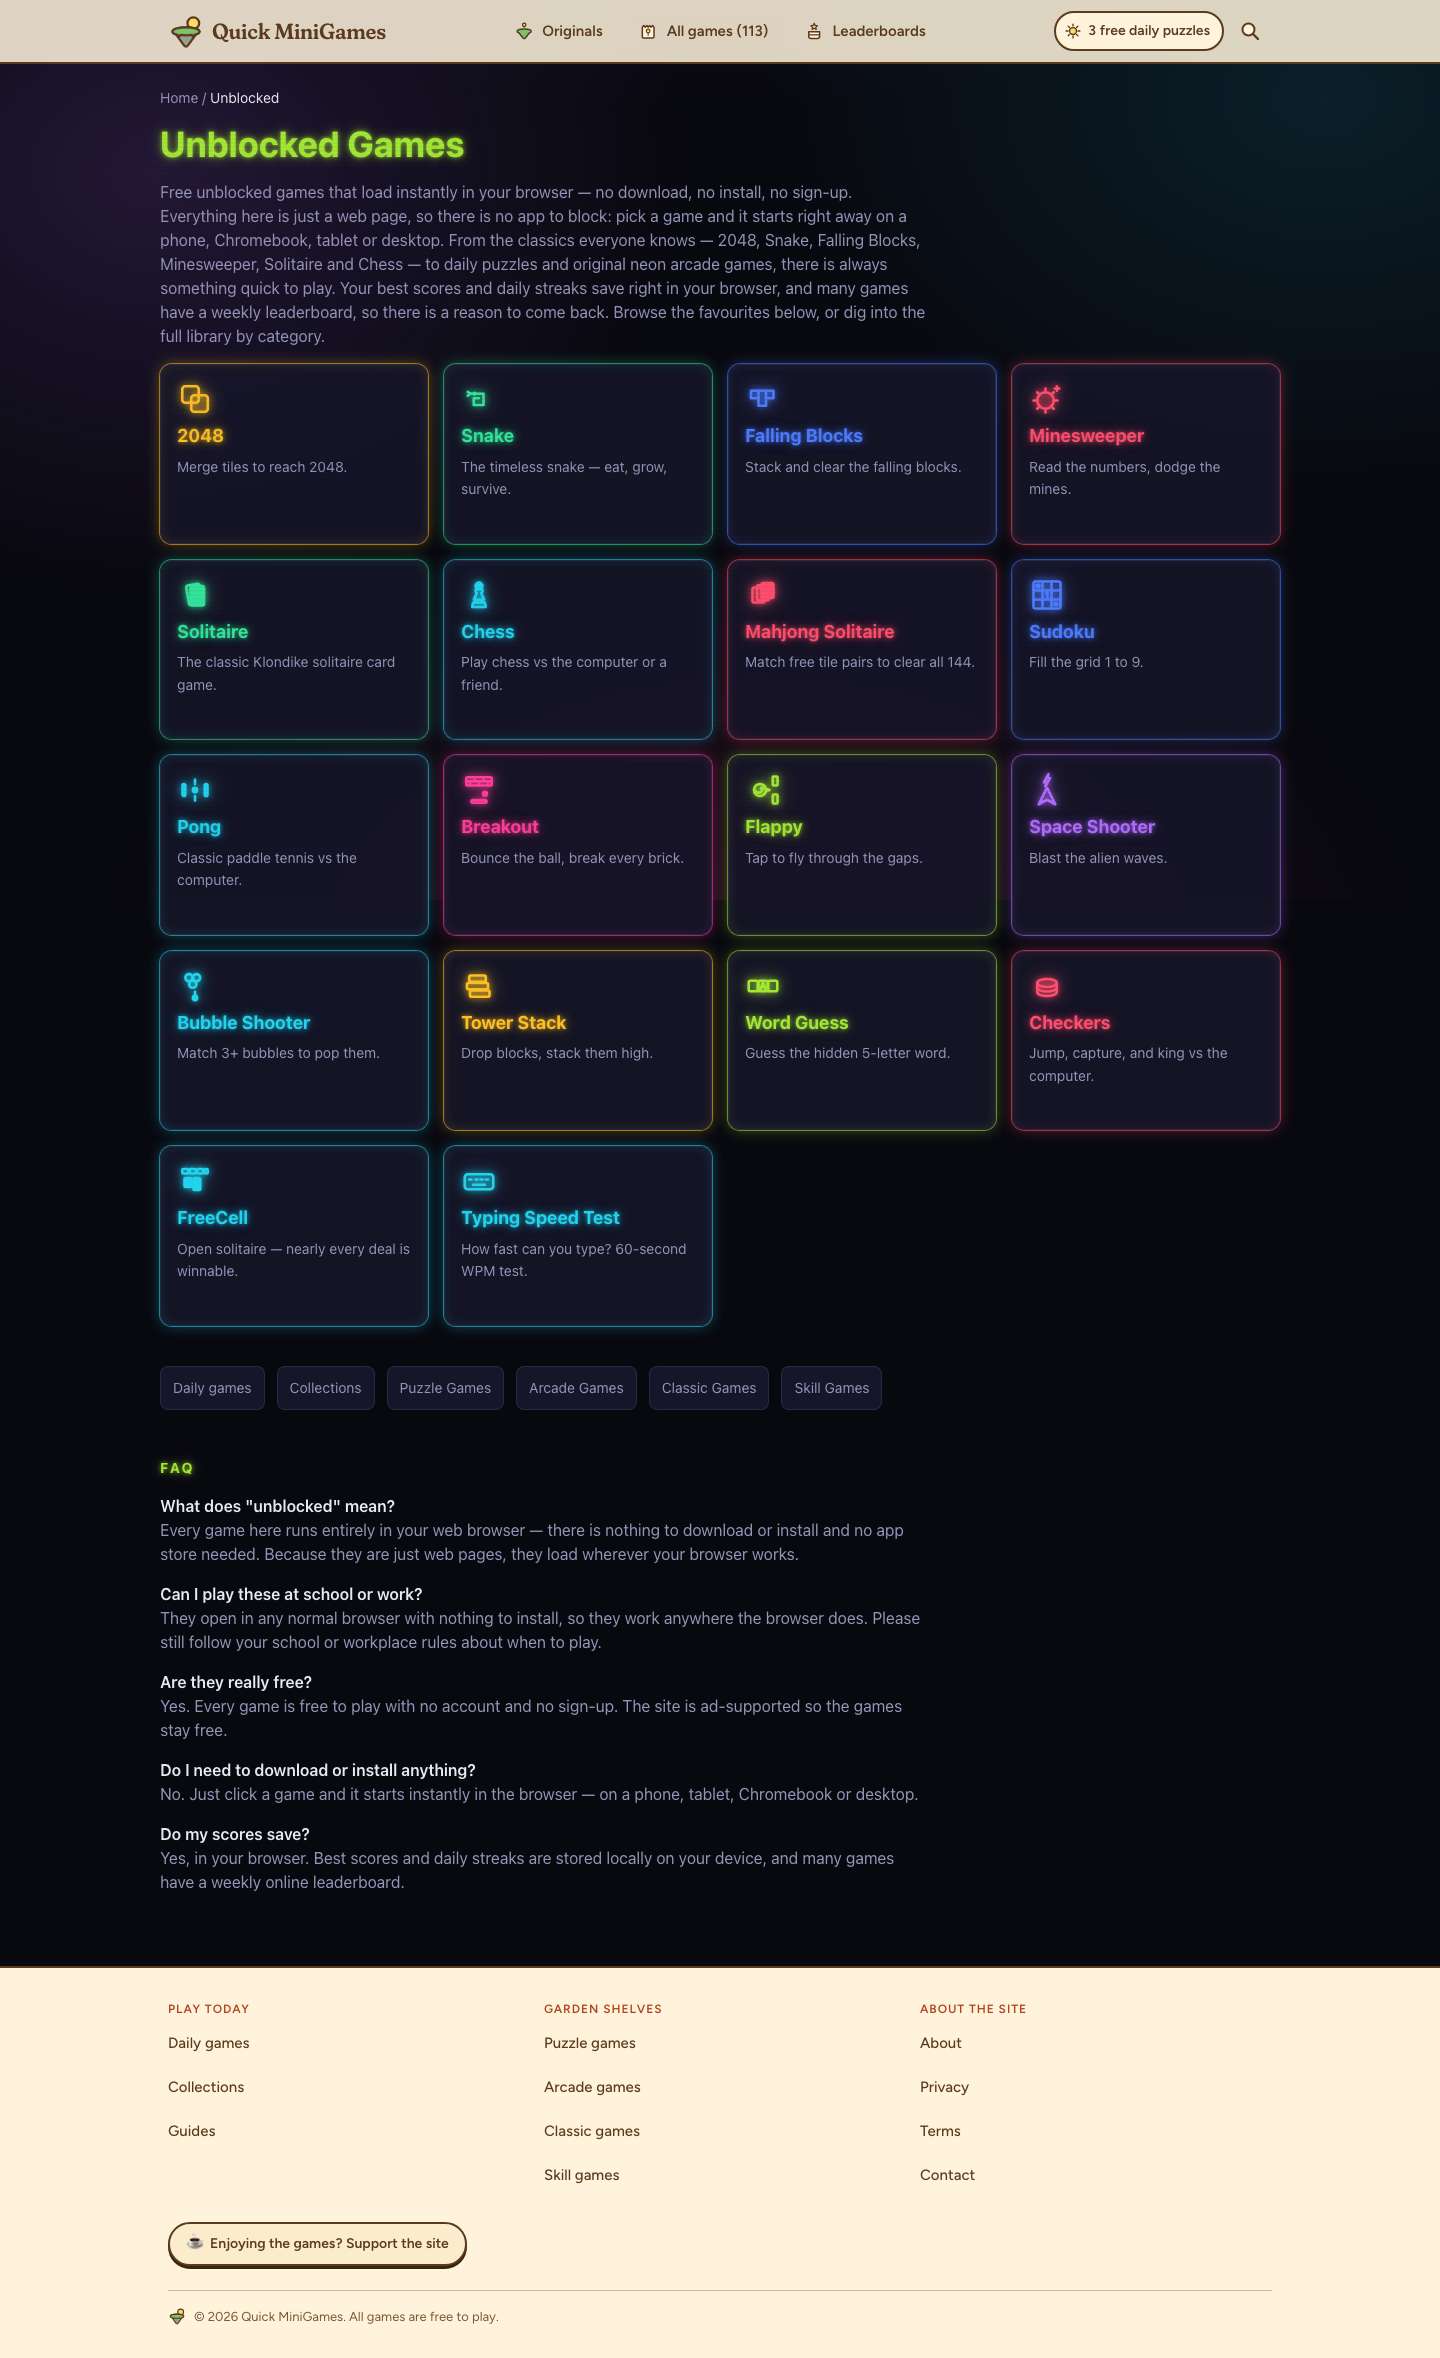 Quick MiniGames
Originals
All games (113)
Leaderboards
3 free daily puzzles
Home / Unblocked
Unblocked Games
Free unblocked games that load instantly in your browser — no download, no install, no sign-up.
Everything here is just a web page, so there is no app to block: pick a game and it starts right away on a
phone, Chromebook, tablet or desktop. From the classics everyone knows — 2048, Snake, Falling Blocks,
Minesweeper, Solitaire and Chess — to daily puzzles and original neon arcade games, there is always
something quick to play. Your best scores and daily streaks save right in your browser, and many games
have a weekly leaderboard, so there is a reason to come back. Browse the favourites below, or dig into the
full library by category.
2048
Merge tiles to reach 2048.
Snake
The timeless snake — eat, grow,
survive.
Falling Blocks
Stack and clear the falling blocks.
Minesweeper
Read the numbers, dodge the
mines.
Solitaire
The classic Klondike solitaire card
game.
Chess
Play chess vs the computer or a
friend.
Mahjong Solitaire
Match free tile pairs to clear all 144.
Sudoku
Fill the grid 1 to 9.
Pong
Classic paddle tennis vs the
computer.
Breakout
Bounce the ball, break every brick.
Flappy
Tap to fly through the gaps.
Space Shooter
Blast the alien waves.
Bubble Shooter
Match 3+ bubbles to pop them.
Tower Stack
Drop blocks, stack them high.
Word Guess
Guess the hidden 5-letter word.
Checkers
Jump, capture, and king vs the
computer.
FreeCell
Open solitaire — nearly every deal is
winnable.
Typing Speed Test
How fast can you type? 60-second
WPM test.
Daily games
Collections
Puzzle Games
Arcade Games
Classic Games
Skill Games
FAQ
What does "unblocked" mean?
Every game here runs entirely in your web browser — there is nothing to download or install and no app
store needed. Because they are just web pages, they load wherever your browser works.
Can I play these at school or work?
They open in any normal browser with nothing to install, so they work anywhere the browser does. Please
still follow your school or workplace rules about when to play.
Are they really free?
Yes. Every game is free to play with no account and no sign-up. The site is ad-supported so the games
stay free.
Do I need to download or install anything?
No. Just click a game and it starts instantly in the browser — on a phone, tablet, Chromebook or desktop.
Do my scores save?
Yes, in your browser. Best scores and daily streaks are stored locally on your device, and many games
have a weekly online leaderboard.
PLAY TODAY
Daily games
Collections
Guides
GARDEN SHELVES
Puzzle games
Arcade games
Classic games
Skill games
ABOUT THE SITE
About
Privacy
Terms
Contact
Enjoying the games? Support the site
© 2026 Quick MiniGames. All games are free to play.